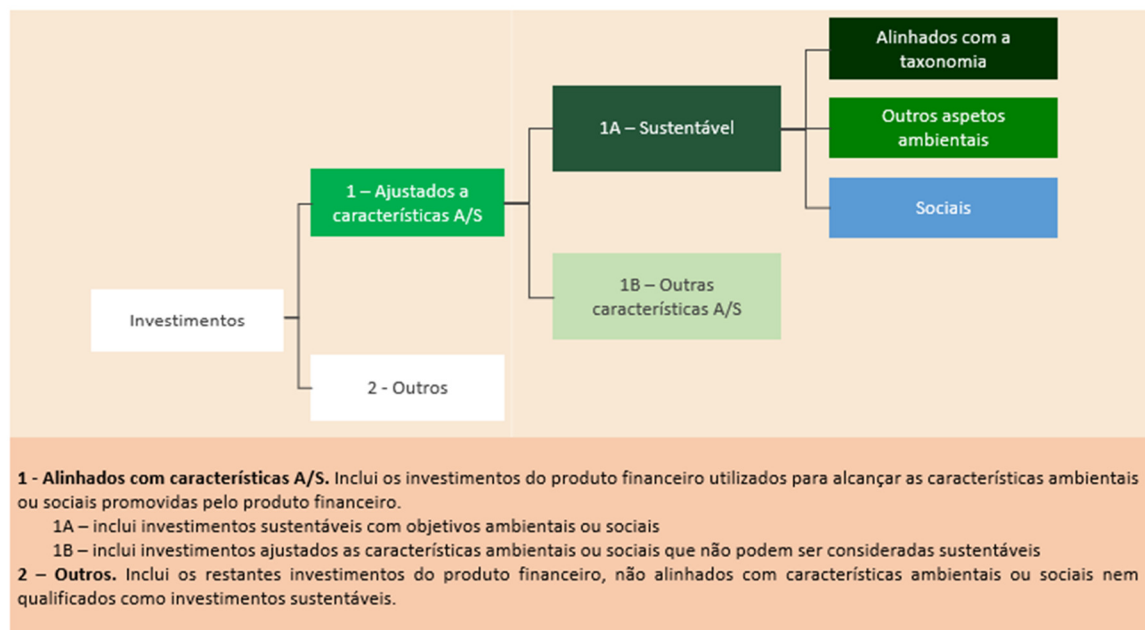 Alinhados com a
taxonomia
1A – Sustentável
Outros aspetos
ambientais
1 – Ajustados a
características A/S
Sociais
1B – Outras
características A/S
Investimentos
2 - Outros
1 - Alinhados com características A/S. Inclui os investimentos do produto financeiro utilizados para alcançar as características ambientais
ou sociais promovidas pelo produto financeiro.
1A – inclui investimentos sustentáveis com objetivos ambientais ou sociais
1B – inclui investimentos ajustados as características ambientais ou sociais que não podem ser consideradas sustentáveis
2 – Outros. Inclui os restantes investimentos do produto financeiro, não alinhados com características ambientais ou sociais nem
qualificados como investimentos sustentáveis.